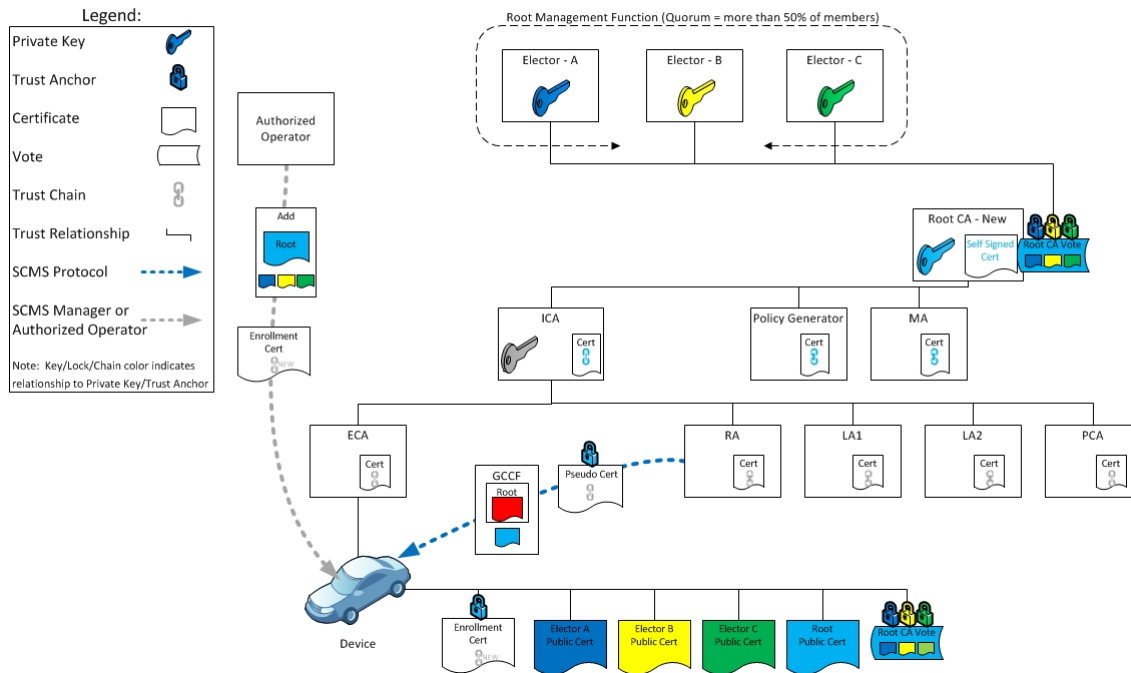 Legend:
Private Key
Trust Anchor
Certificate
Vote
Trust Chain
Trust Relationship
SCMS Protocol
SCMS Manager or
Authorized Operator
Note: Key/Lock/Chain color indicates
relationship to Private Key/Trust Anchor
Root Management Function (Quorum = more than 50% of members)
Elector - A
Elector - B
Elector - C
Authorized
Operator
Add
Root
Enrollment
Cert
NEW
Root CA - New
Self Signed
Cert
Root CA Vote
ICA
Cert
Policy Generator
Cert
MA
Cert
ECA
Cert
RA
Cert
LA1
Cert
LA2
Cert
PCA
Cert
GCCF
Root
Pseudo Cert
Device
Enrollment
Cert
NEW
Elector A
Public Cert
Elector B
Public Cert
Elector C
Public Cert
Root
Public Cert
Root CA Vote